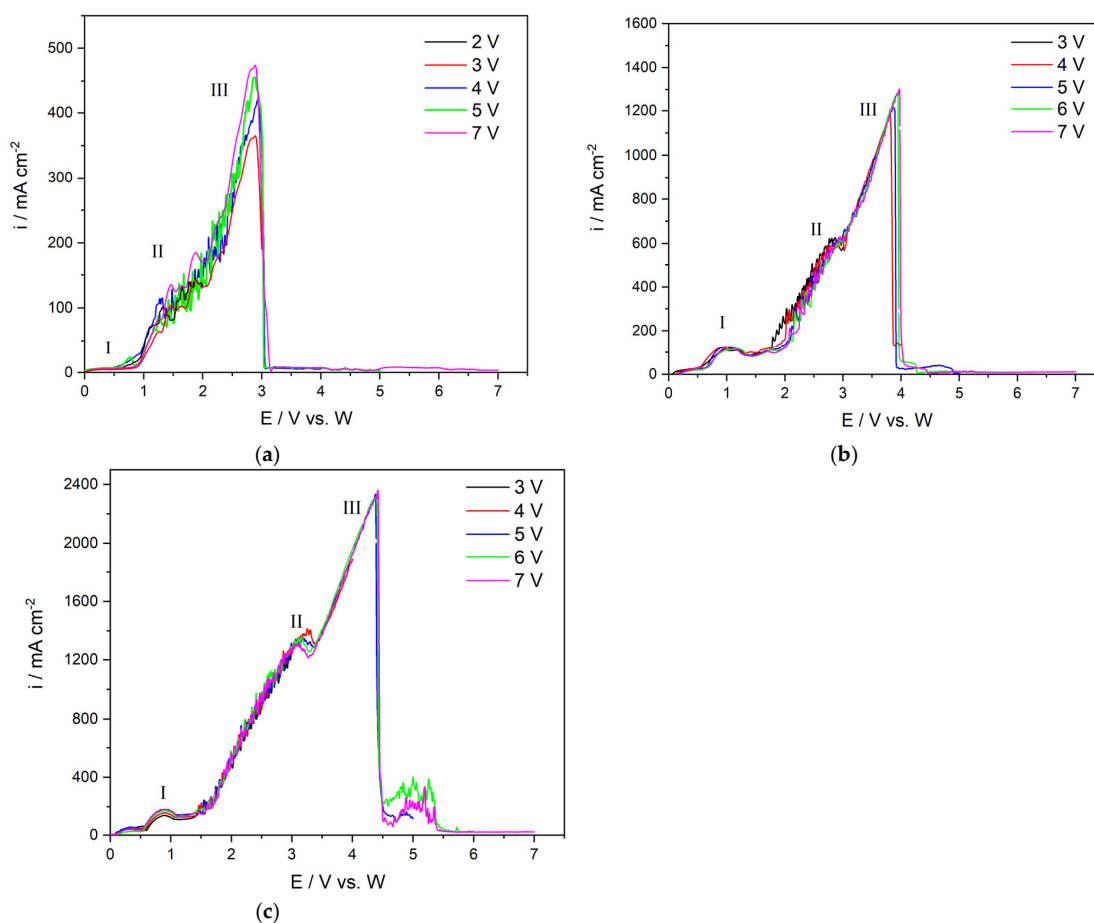 2 V
3 V
4 V
5 V
7 V
III
II
I
i / mA cm⁻²
500
400
300
200
100
0
0 1 2 3 4 5 6 7
E / V vs. W
(a)
1600
1400
1200
1000
800
600
400
200
0
3 V
4 V
5 V
6 V
7 V
III
II
I
i / mA cm⁻²
0 1 2 3 4 5 6 7
E / V vs. W
(b)
2400
2000
1600
1200
800
400
0
3 V
4 V
5 V
6 V
7 V
III
II
I
i / mA cm⁻²
0 1 2 3 4 5 6 7
E / V vs. W
(c)